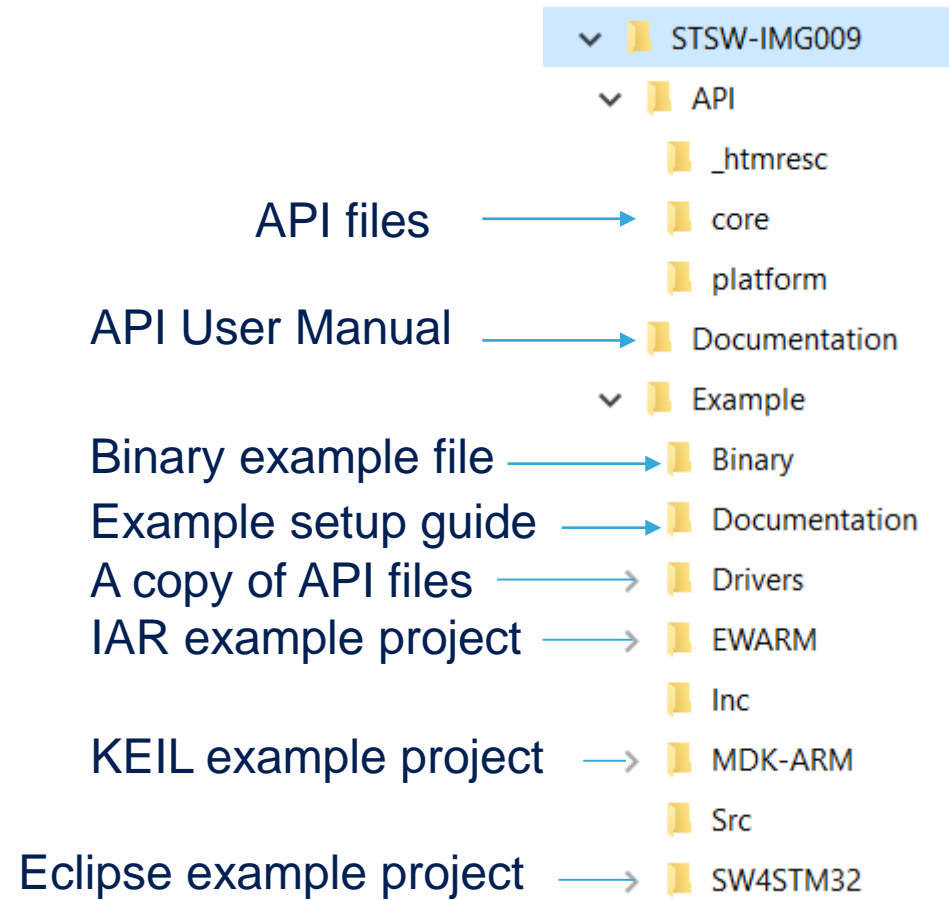 STSW-IMG009
API
_htmresc
API files core
platform
API User Manual Documentation
Example
Binary example file Binary
Example setup guide Documentation
A copy of API files Drivers
IAR example project EWARM
Inc
KEIL example project MDK-ARM
Src
Eclipse example project SW4STM32